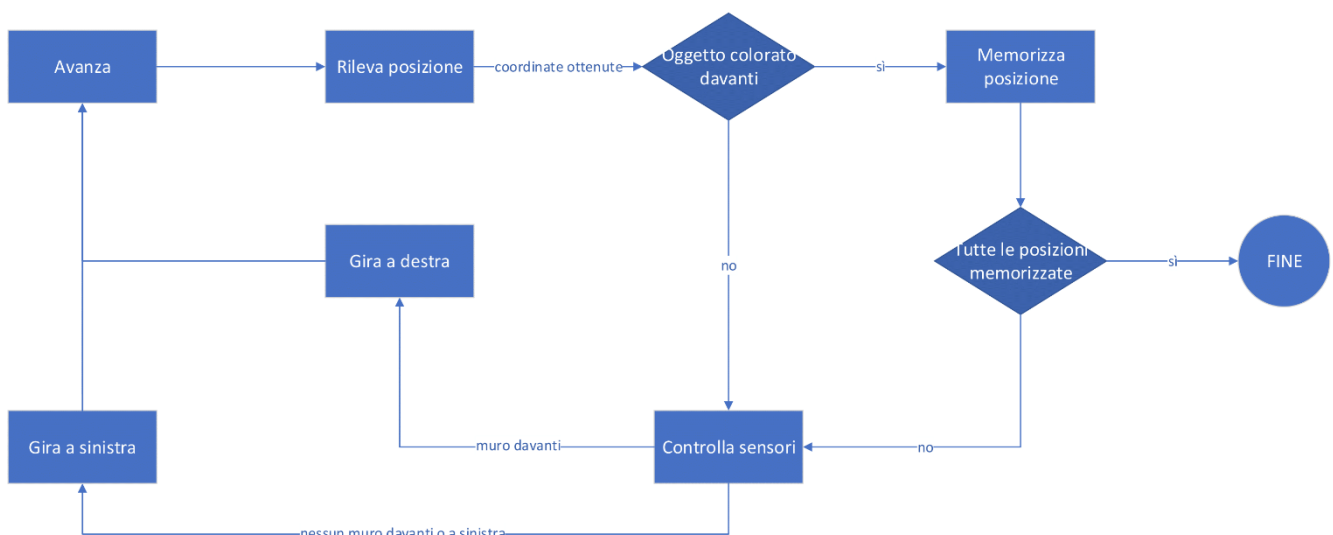 Avanza
Rileva posizione
coordinate ottenute
Oggetto colorato
davanti
sì
Memorizza
posizione
Gira a destra
no
Tutte le posizioni
memorizzate
sì
FINE
Gira a sinistra
muro davanti
Controlla sensori
no
nessun muro davanti o a sinistra